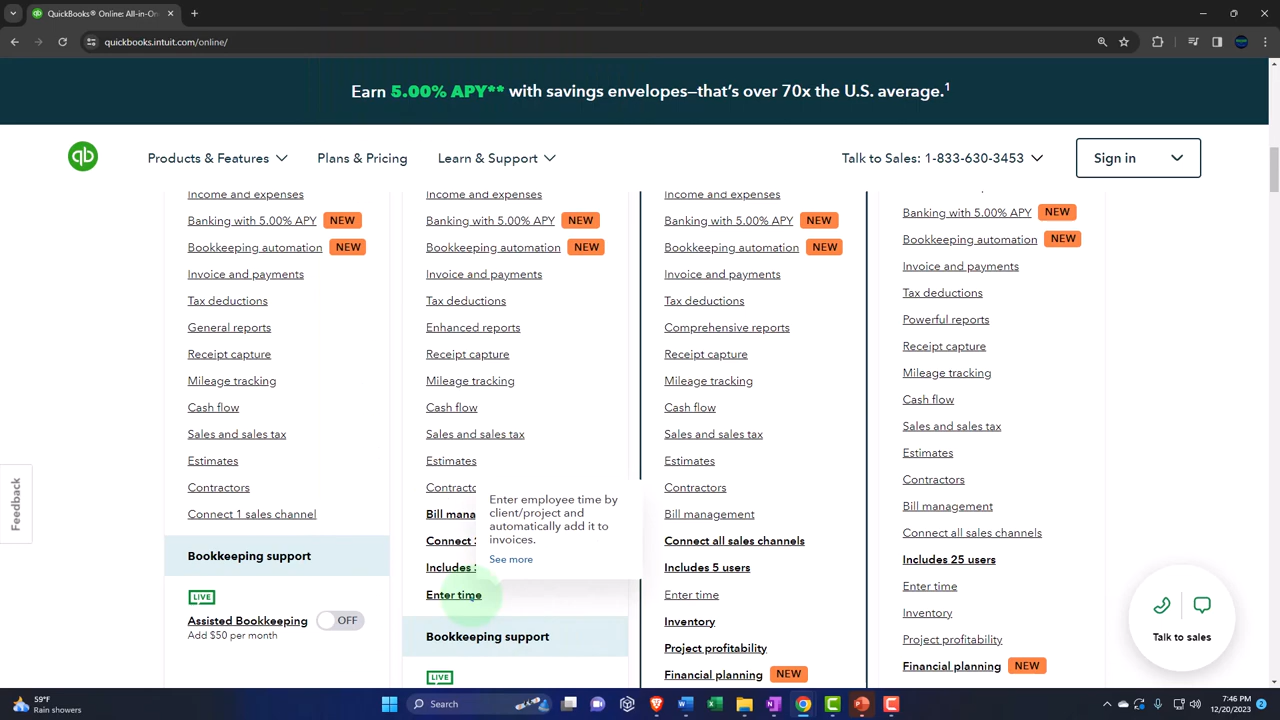 QuickBooks® Online: All-in-On
quickbooks.intuit.com/online/
Earn 5.00% APY** with savings envelopes—that's over 70x the U.S. average.1
qb
Products & Features
Plans & Pricing
Learn & Support
Talk to Sales: 1-833-630-3453
Sign in
Income and expenses
Banking with 5.00% APY NEW
Bookkeeping automation NEW
Invoice and payments
Tax deductions
General reports
Receipt capture
Mileage tracking
Cash flow
Sales and sales tax
Estimates
Contractors
Connect 1 sales channel
Bookkeeping support
LIVE
Assisted Bookkeeping OFF
Add $50 per month
Income and expenses
Banking with 5.00% APY NEW
Bookkeeping automation NEW
Invoice and payments
Tax deductions
Enhanced reports
Receipt capture
Mileage tracking
Cash flow
Sales and sales tax
Estimates
Contracto
Bill mana
Connect
Includes
Enter time
Enter employee time by
client/project and
automatically add it to
invoices.
See more
Bookkeeping support
LIVE
Income and expenses
Banking with 5.00% APY NEW
Bookkeeping automation NEW
Invoice and payments
Tax deductions
Comprehensive reports
Receipt capture
Mileage tracking
Cash flow
Sales and sales tax
Estimates
Contractors
Bill management
Connect all sales channels
Includes 5 users
Enter time
Inventory
Project profitability
Financial planning NEW
Banking with 5.00% APY NEW
Bookkeeping automation NEW
Invoice and payments
Tax deductions
Powerful reports
Receipt capture
Mileage tracking
Cash flow
Sales and sales tax
Estimates
Contractors
Bill management
Connect all sales channels
Includes 25 users
Enter time
Inventory
Project profitability
Financial planning NEW
Feedback
Talk to sales
59°F
Rain showers
Search
7:46 PM
12/20/2023